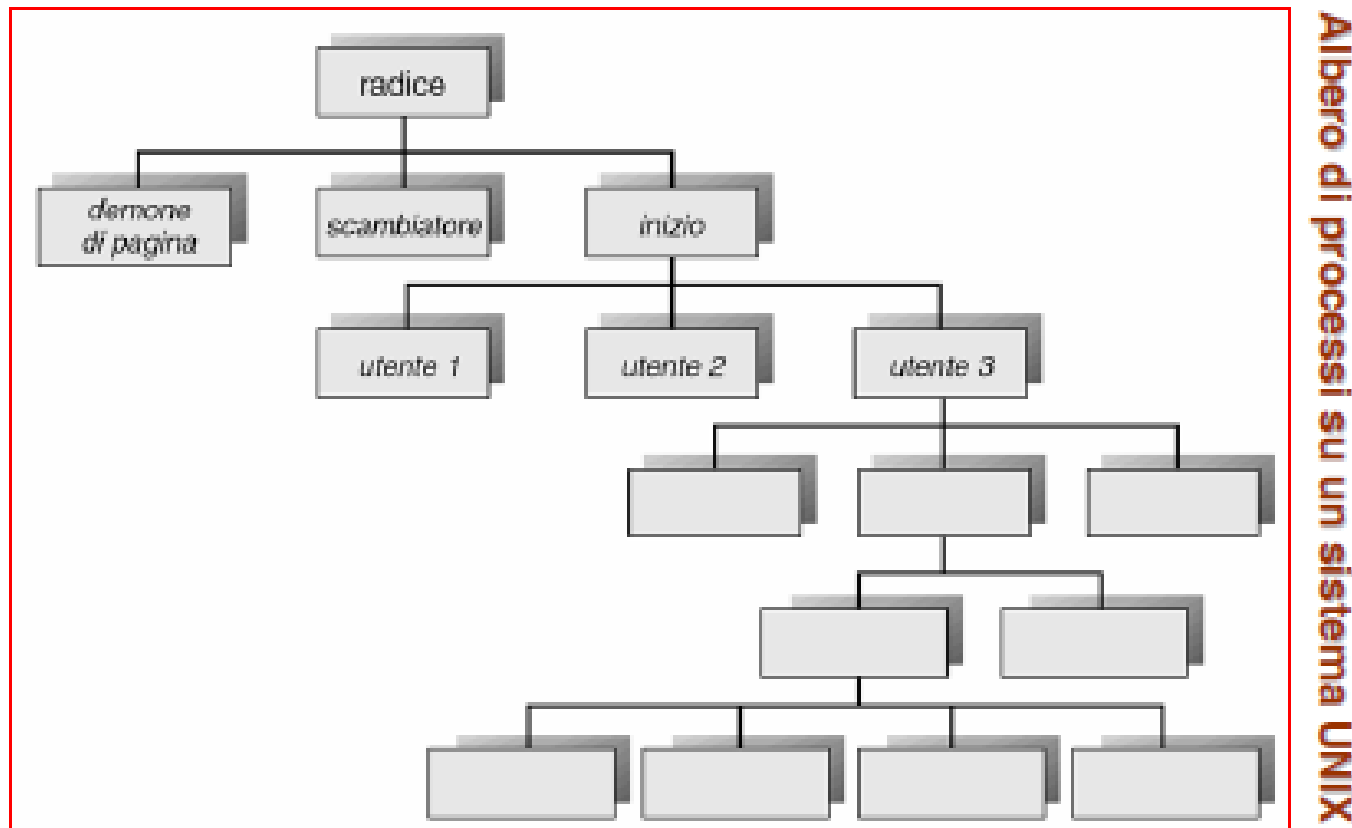 radice
demone
di pagina
scambiatore
inizio
utente 1
utente 2
utente 3
Albero di processi su un sistema UNIX